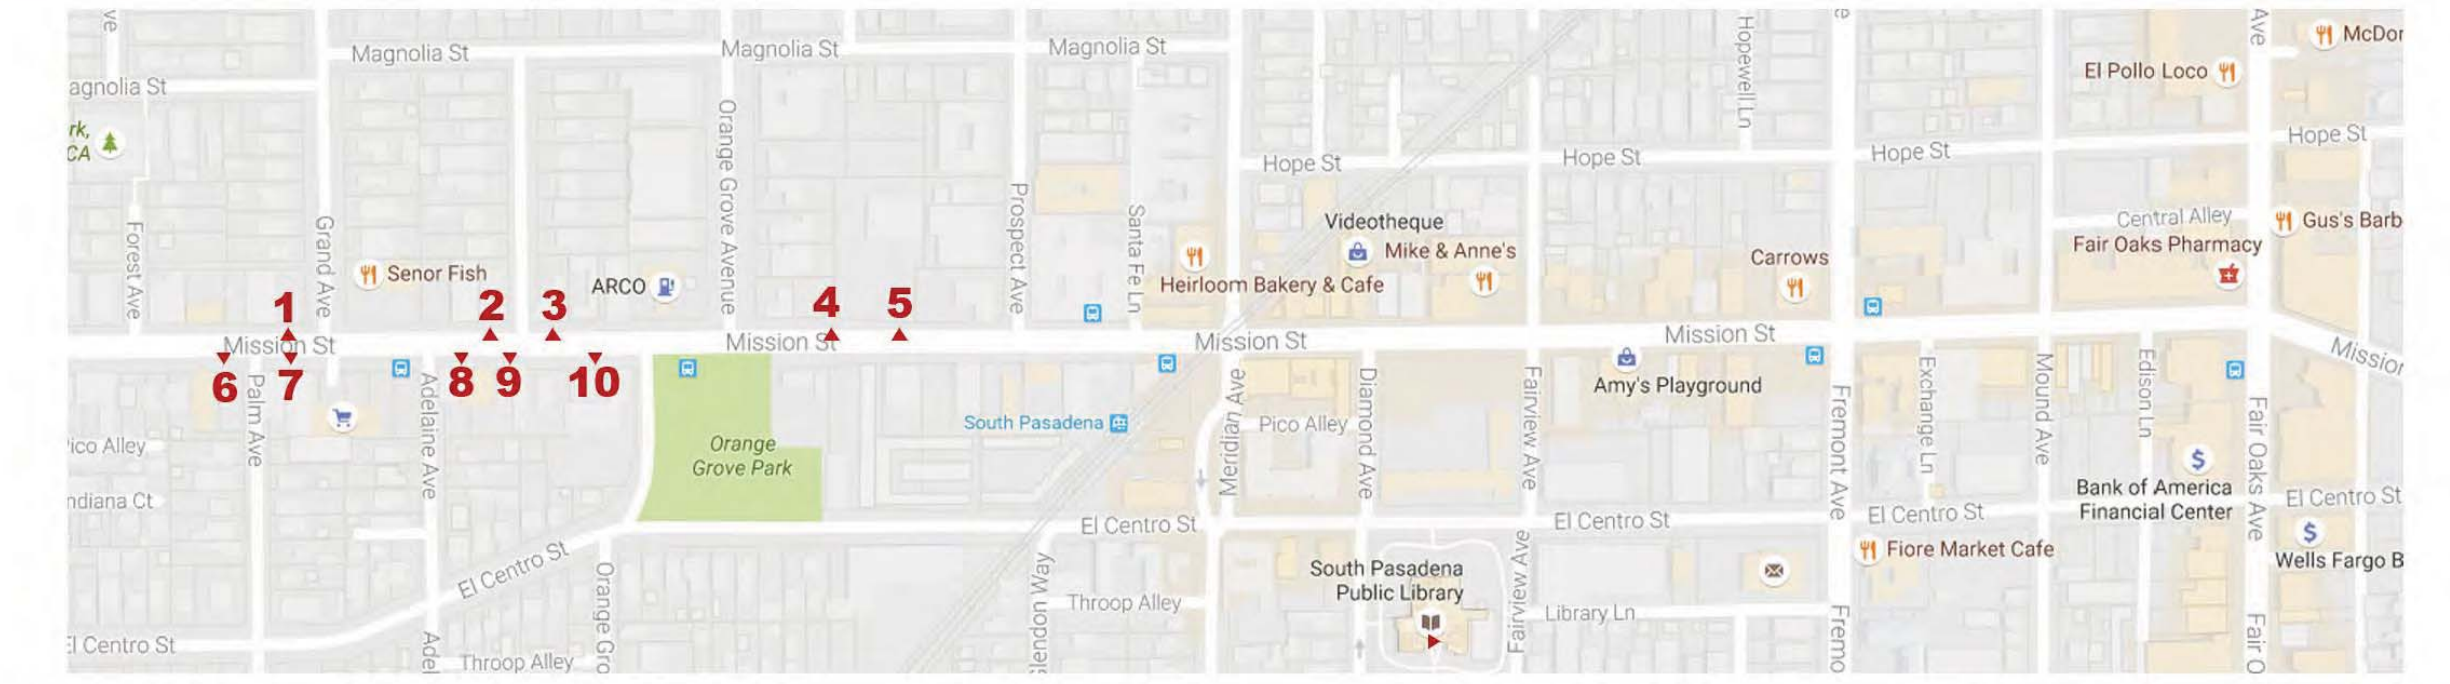 ve
Magnolia St
Magnolia St
Magnolia St
Hopewell Ln
e
Ave
McDor
El Pollo Loco
agnolia St
rk,
CA
Orange Grove Avenue
Hope St
Hope St
Hope St
Hope St
Forest Ave
Grand Ave
Prospect Ave
Santa Fe Ln
Videotheque
Mike & Anne's
Central Alley
Gus's Barb
Fair Oaks Pharmacy
Senor Fish
ARCO
Heirloom Bakery & Cafe
Carrows
1
2
3
4
5
Mission St
Mission St
Mission St
Mission St
Mission
6
7
8
9
10
Palm Ave
Adelaine Ave
Meridian Ave
Diamond Ave
Fairview Ave
Amy's Playground
Fremont Ave
Exchange Ln
Mound Ave
Edison Ln
Fair Oaks Ave
Pico Alley
Orange
Grove Park
South Pasadena
Pico Alley
ndiana Ct
Bank of America
Financial Center
El Centro St
El Centro St
El Centro St
El Centro St
El Centro St
El Centro St
Orange Gro
Glendon Way
South Pasadena
Public Library
Fairview Ave
Fiore Market Cafe
Wells Fargo B
Throop Alley
Library Ln
Adel
Throop Alley
Fremo
Fair O